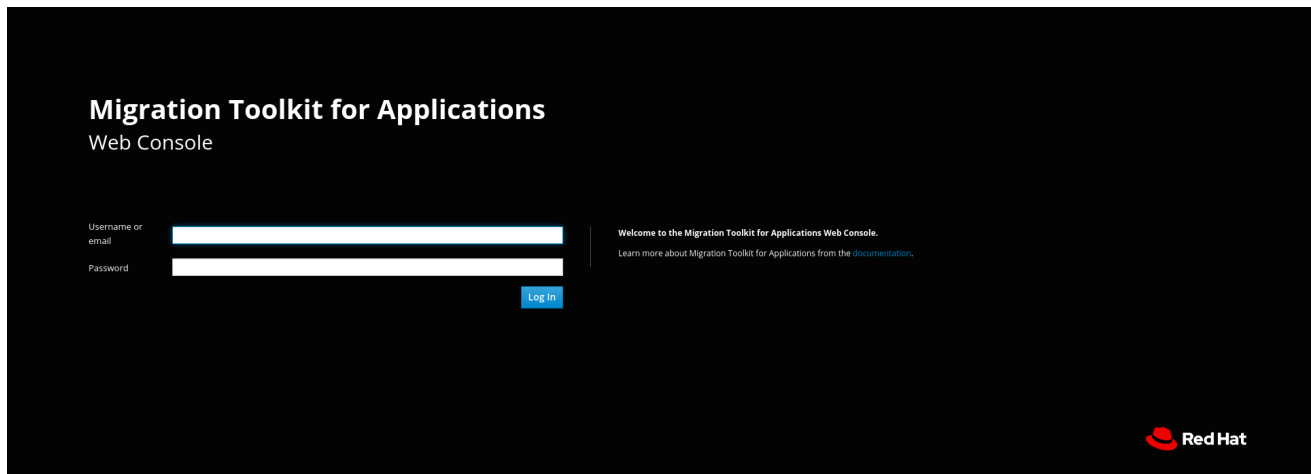 Migration Toolkit for Applications
Web Console
Username or
email
Password
Log In
Welcome to the Migration Toolkit for Applications Web Console.
Learn more about Migration Toolkit for Applications from the documentation.
Red Hat